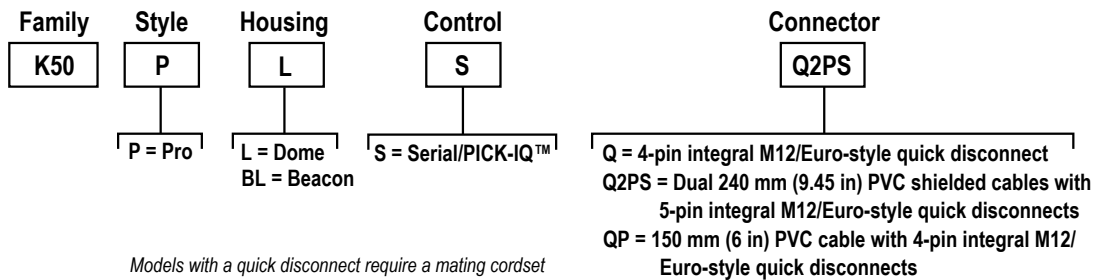 Family Style Housing Control Connector
K50 P L S Q2PS
P = Pro
L = Dome
BL = Beacon
S = Serial/PICK-IQ™
Q = 4-pin integral M12/Euro-style quick disconnect
Q2PS = Dual 240 mm (9.45 in) PVC shielded cables with
5-pin integral M12/Euro-style quick disconnects
QP = 150 mm (6 in) PVC cable with 4-pin integral M12/
Euro-style quick disconnects
Models with a quick disconnect require a mating cordset